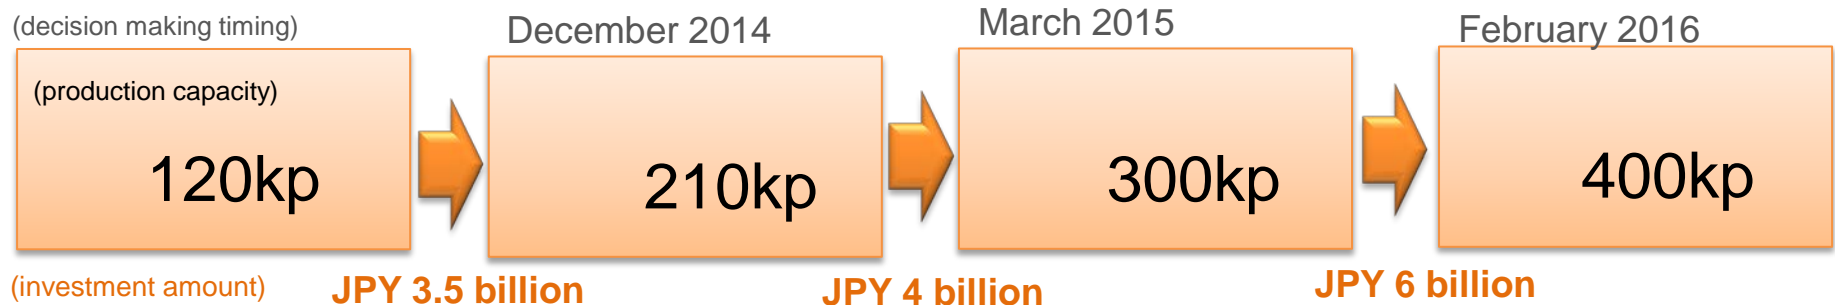 (decision making timing)
December 2014
March 2015
February 2016
(production capacity)
120kp
210kp
300kp
400kp
(investment amount)
JPY 3.5 billion
JPY 4 billion
JPY 6 billion